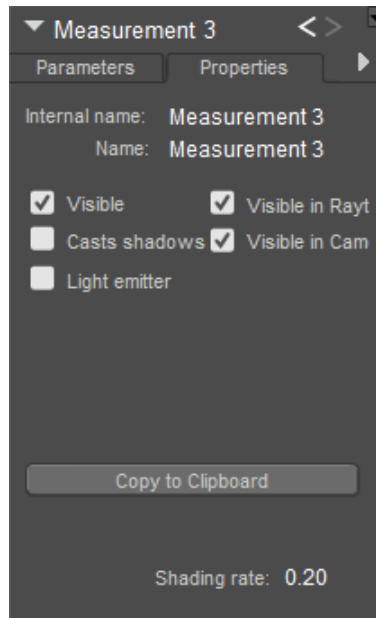 Measurement 3
Parameters Properties
Internal name: Measurement 3
Name: Measurement 3
Visible Visible in Rayt
Casts shadows Visible in Cam
Light emitter
Copy to Clipboard
Shading rate: 0.20